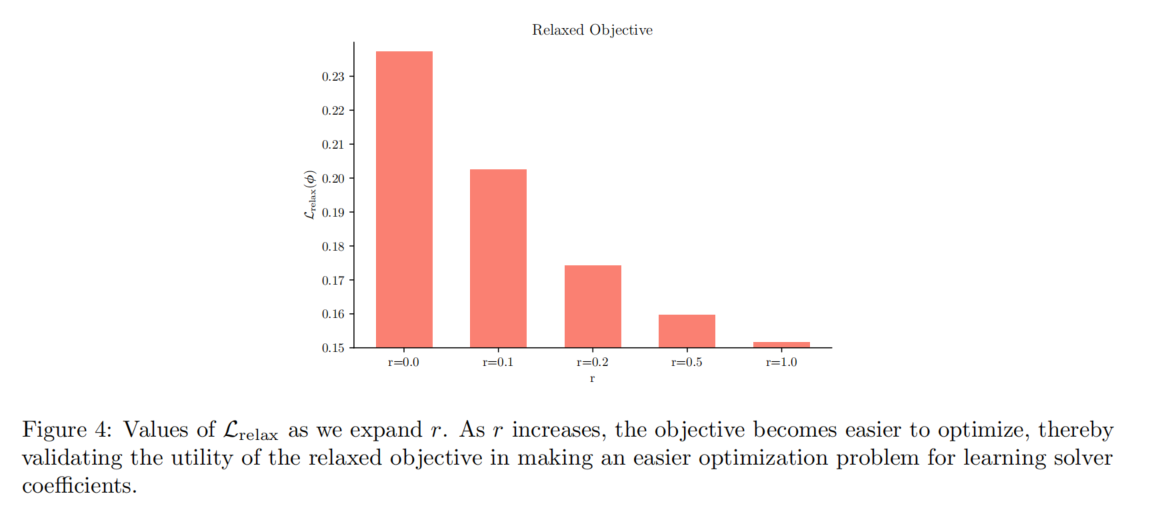 Relaxed Objective
0.23
0.22
0.21
0.20
0.19
0.18
0.17
0.16
0.15
ℒrelax(ϕ)
r=0.0 r=0.1 r=0.2 r=0.5 r=1.0
r
Figure 4: Values of ℒrelax as we expand r. As r increases, the objective becomes easier to optimize, thereby
validating the utility of the relaxed objective in making an easier optimization problem for learning solver
coefficients.